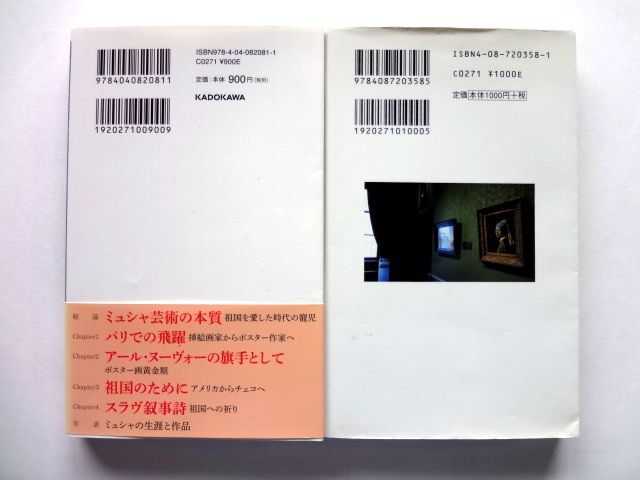 ISBN978-4-04-082081-1
C0271 ¥900E
定価:本体 900円(税別)
KADOKAWA
9784040820811
1920271009009
総 論 ミュシャ芸術の本質 祖国を愛した時代の寵児
Chapter1 パリでの飛躍 挿絵画家からポスター作家へ
Chapter2 アール・ヌーヴォーの旗手として
ポスター画黄金期
Chapter3 祖国のために アメリカからチェコへ
Chapter4 スラヴ叙事詩 祖国への祈り
年 表 ミュシャの生涯と作品
ISBN4-08-720358-1
C0271 ¥1000E
定価 本体1000円+税
9784087203585
1920271010005